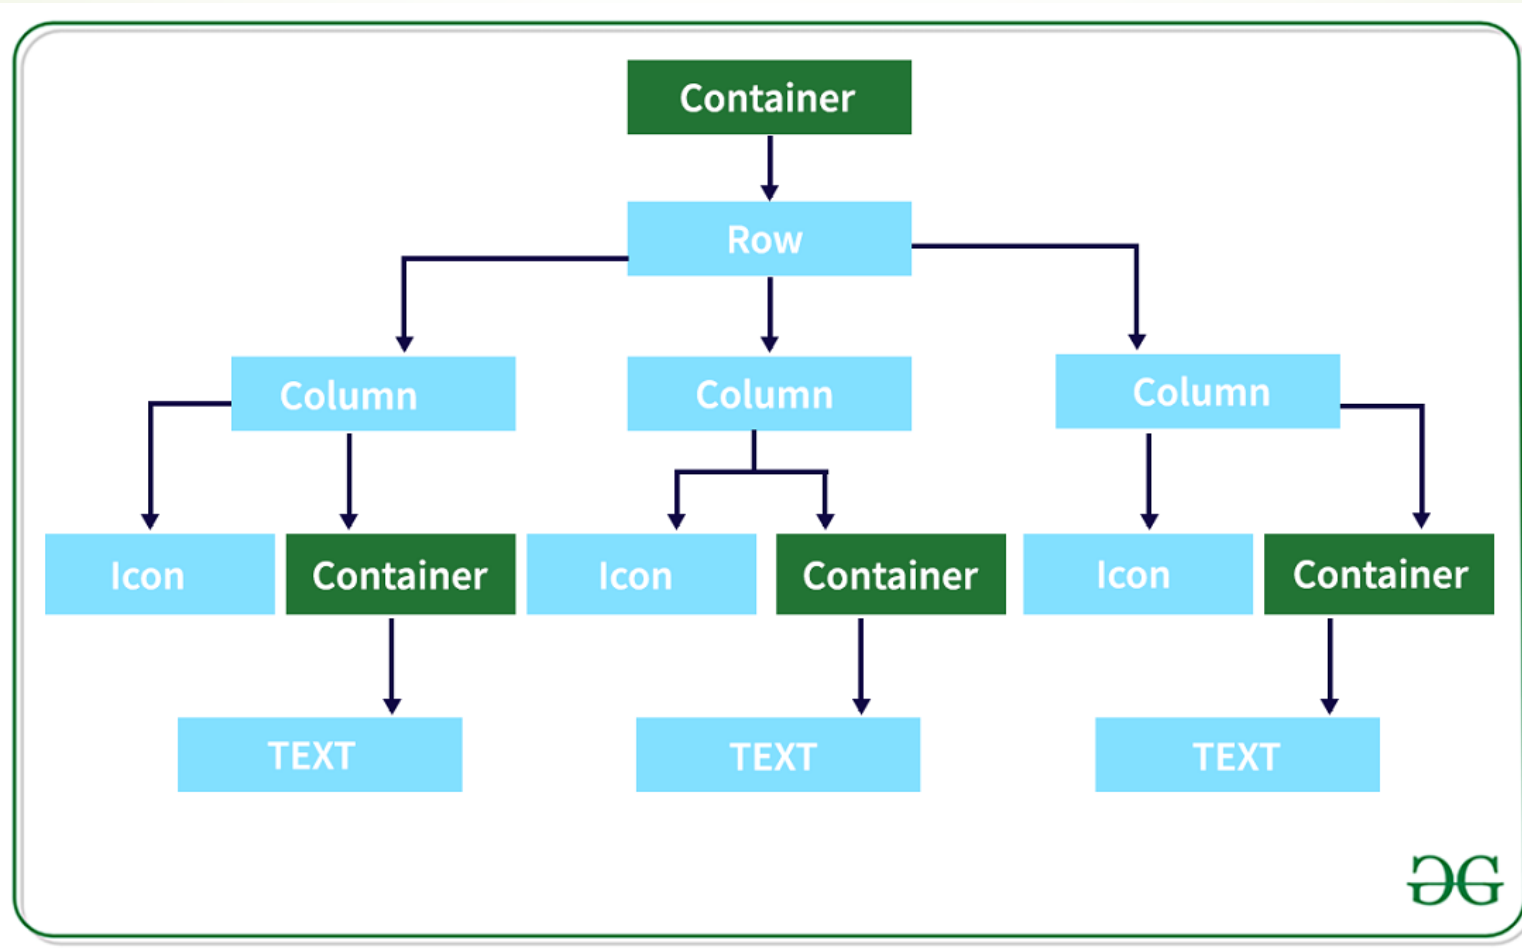 Container
Row
Column
Column
Column
Icon
Container
Icon
Container
Icon
Container
TEXT
TEXT
TEXT